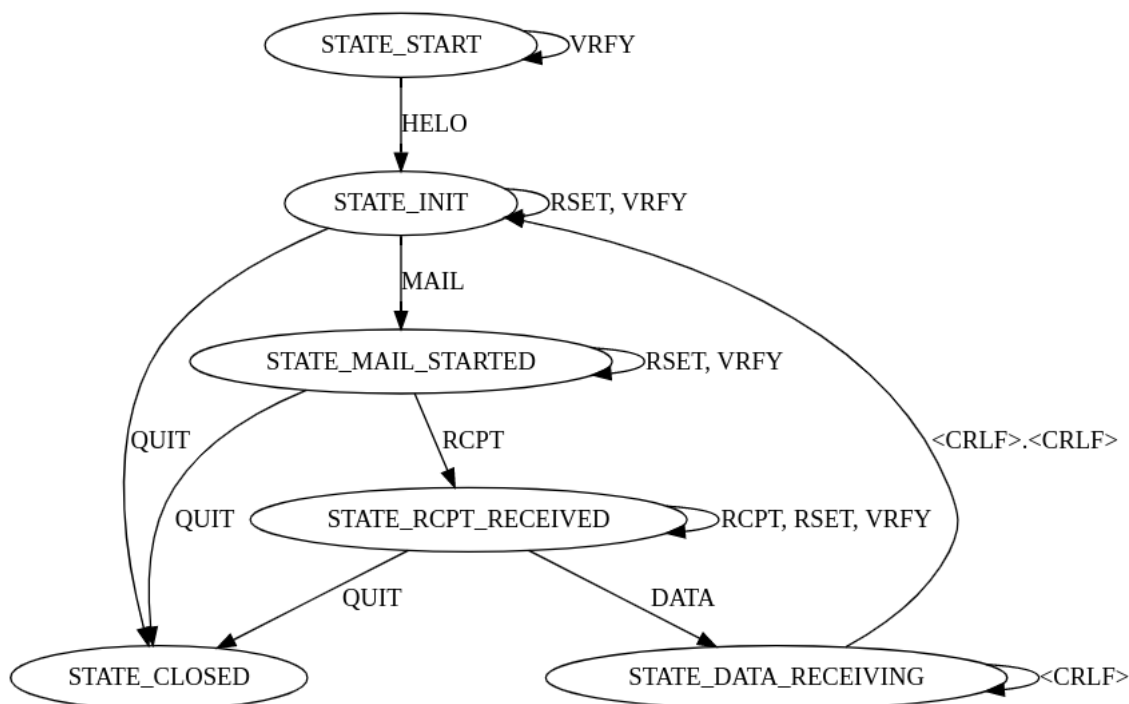 STATE_START
VRFY
HELO
STATE_INIT
RSET, VRFY
MAIL
STATE_MAIL_STARTED
RSET, VRFY
QUIT
RCPT
<CRLF>.<CRLF>
QUIT
STATE_RCPT_RECEIVED
RCPT, RSET, VRFY
QUIT
DATA
STATE_CLOSED
STATE_DATA_RECEIVING
<CRLF>